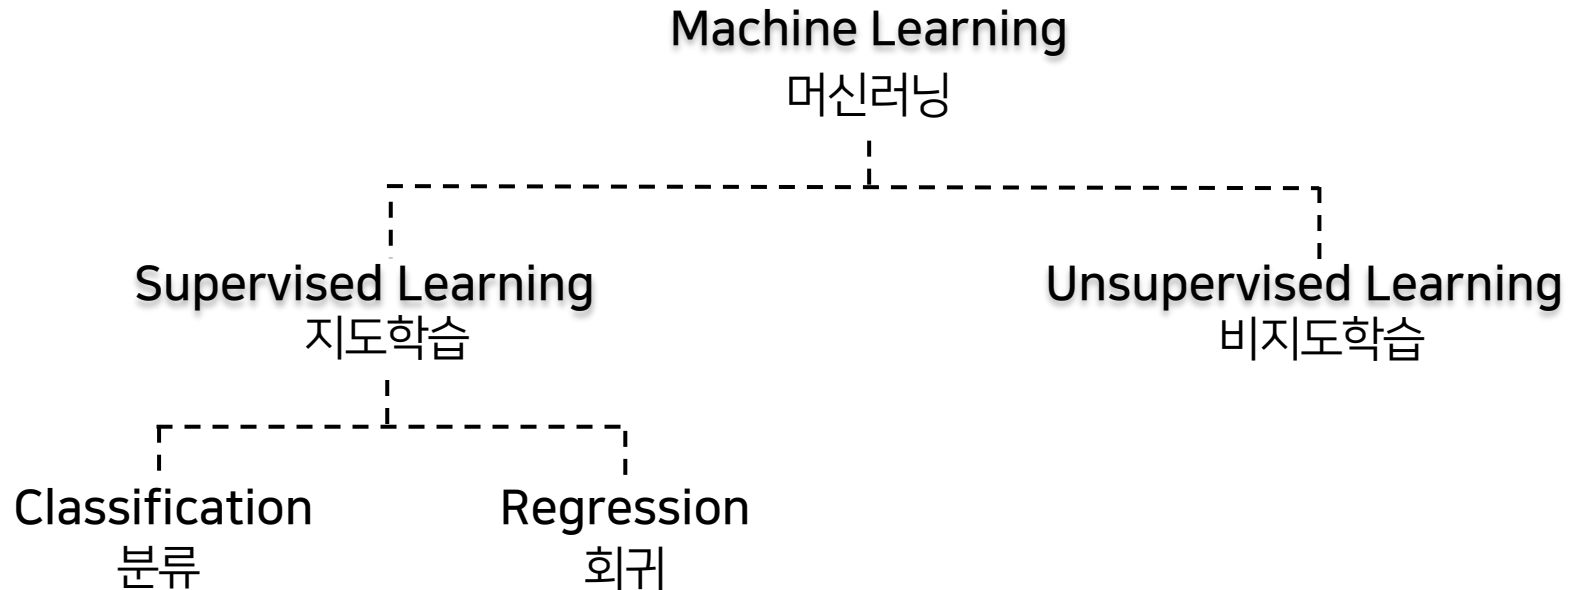 Machine Learning
머신러닝
Supervised Learning
지도학습
Unsupervised Learning
비지도학습
Classification
분류
Regression
회귀